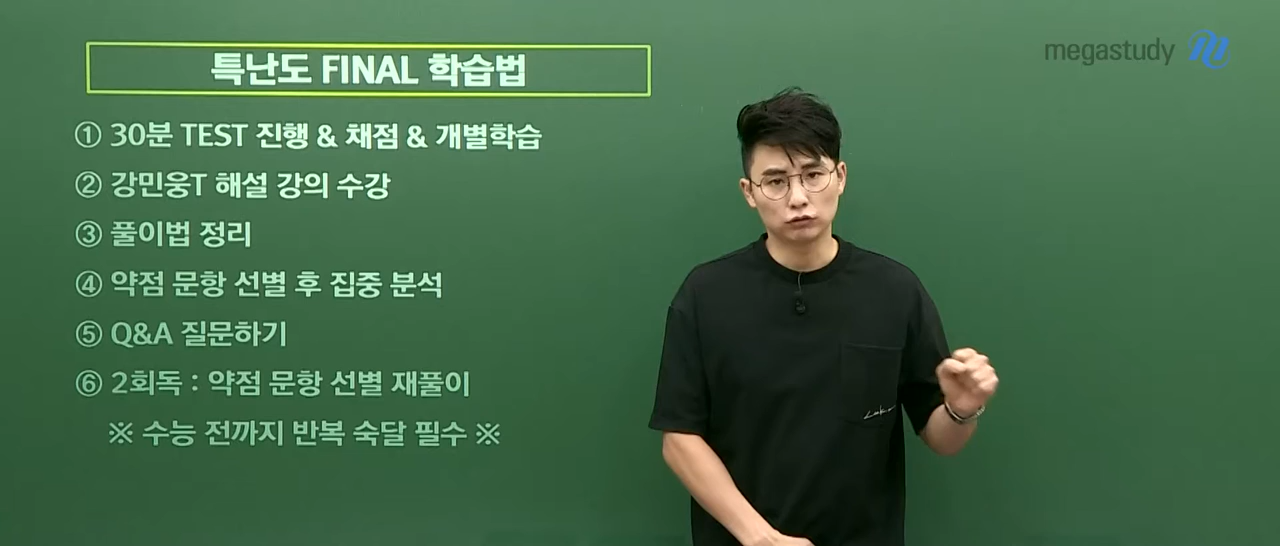 megastudy
특난도 FINAL 학습법
① 30분 TEST 진행 & 채점 & 개별학습
② 강민웅T 해설 강의 수강
③ 풀이법 정리
④ 약점 문항 선별 후 집중 분석
⑤ Q&A 질문하기
⑥ 2회독 : 약점 문항 선별 재풀이
※ 수능 전까지 반복 숙달 필수 ※